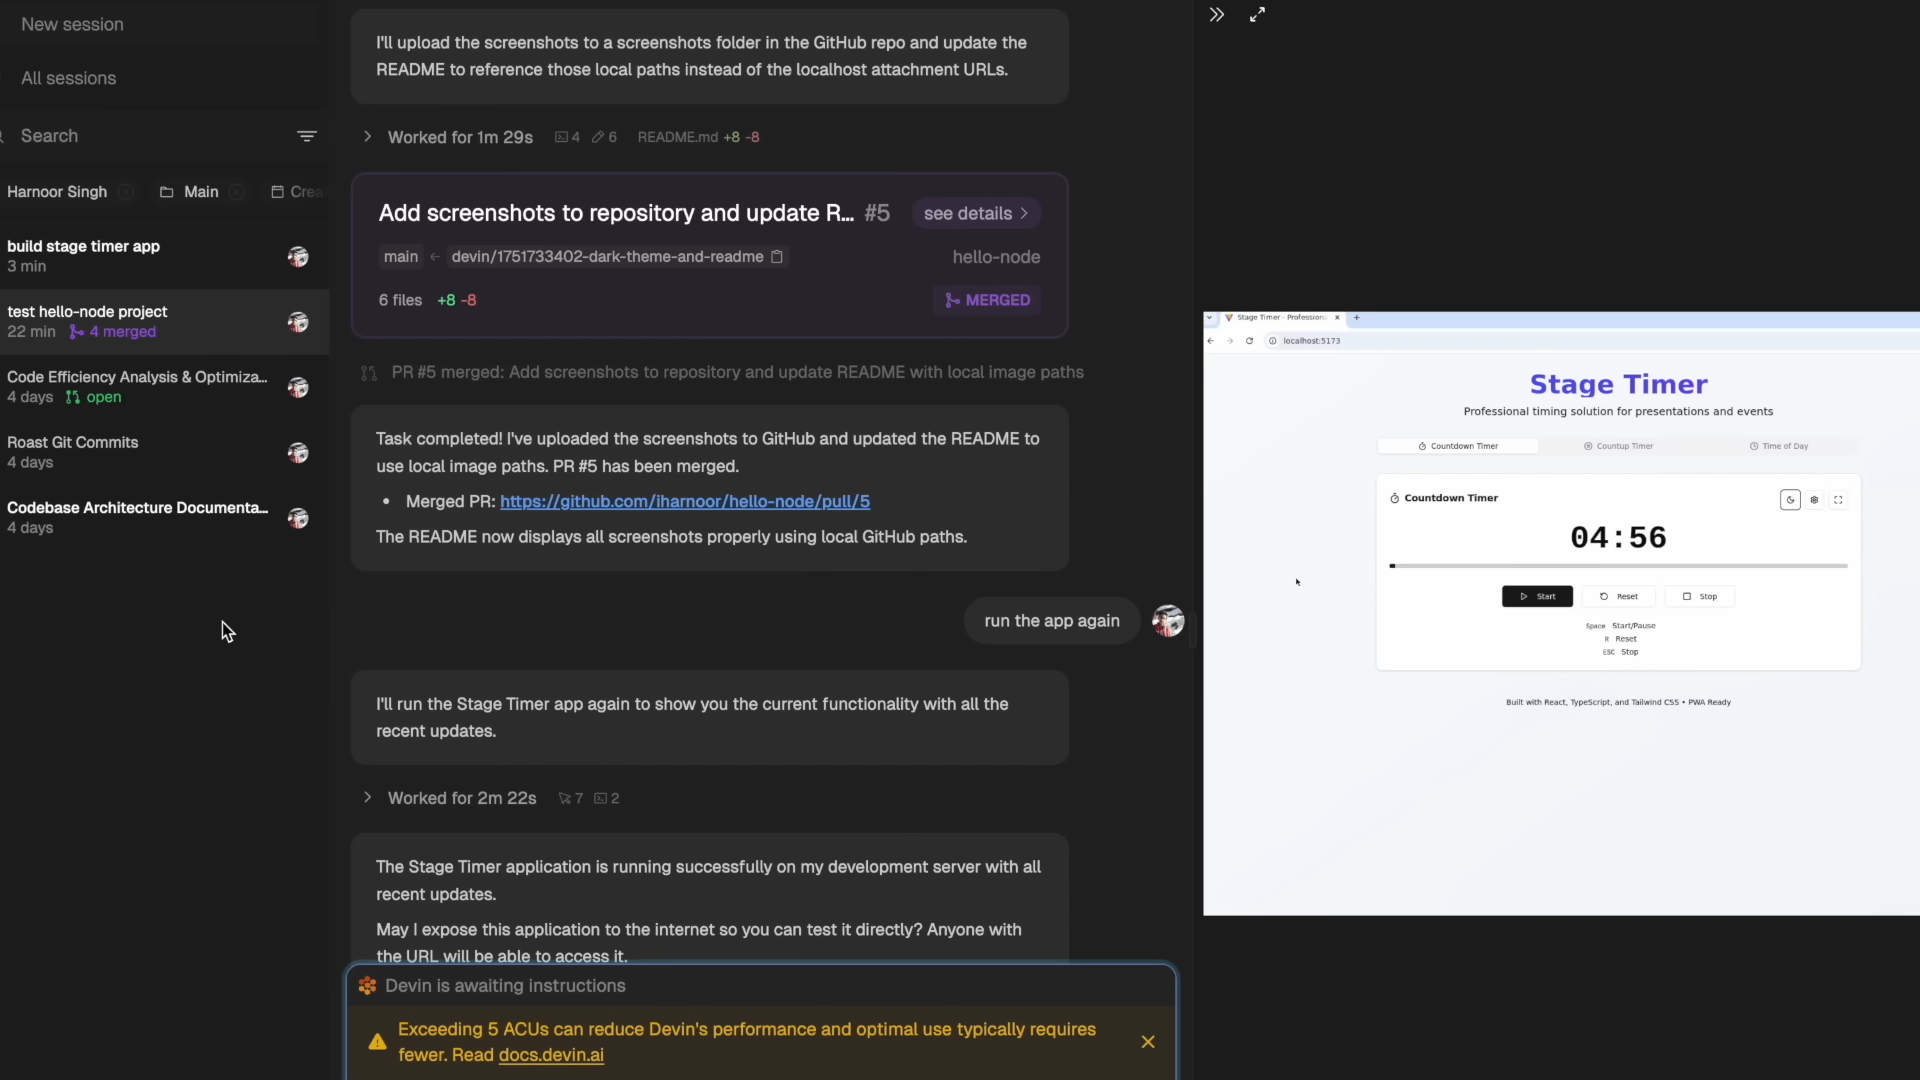 New session
All sessions
Search
Harnoor Singh
Main
Crea
build stage timer app
3 min
test hello-node project
22 min 4 merged
Code Efficiency Analysis & Optimiza...
4 days open
Roast Git Commits
4 days
Codebase Architecture Documenta...
4 days
I'll upload the screenshots to a screenshots folder in the GitHub repo and update the
README to reference those local paths instead of the localhost attachment URLs.
Worked for 1m 29s 4 6 README.md +8 -8
Add screenshots to repository and update R... #5 see details
main ← devin/1751733402-dark-theme-and-readme hello-node
6 files +8 -8 MERGED
PR #5 merged: Add screenshots to repository and update README with local image paths
Task completed! I've uploaded the screenshots to GitHub and updated the README to
use local image paths. PR #5 has been merged.
• Merged PR: https://github.com/iharnoor/hello-node/pull/5
The README now displays all screenshots properly using local GitHub paths.
run the app again
I'll run the Stage Timer app again to show you the current functionality with all the
recent updates.
Worked for 2m 22s 7 2
The Stage Timer application is running successfully on my development server with all
recent updates.
May I expose this application to the internet so you can test it directly? Anyone with
the URL will be able to access it.
Devin is awaiting instructions
Exceeding 5 ACUs can reduce Devin's performance and optimal use typically requires
fewer. Read docs.devin.ai
Stage Timer - Profession
localhost:5173
Stage Timer
Professional timing solution for presentations and events
Countdown Timer Countup Timer Time of Day
Countdown Timer
04:56
Start Reset Stop
Space Start/Pause
R Reset
ESC Stop
Built with React, TypeScript, and Tailwind CSS • PWA Ready